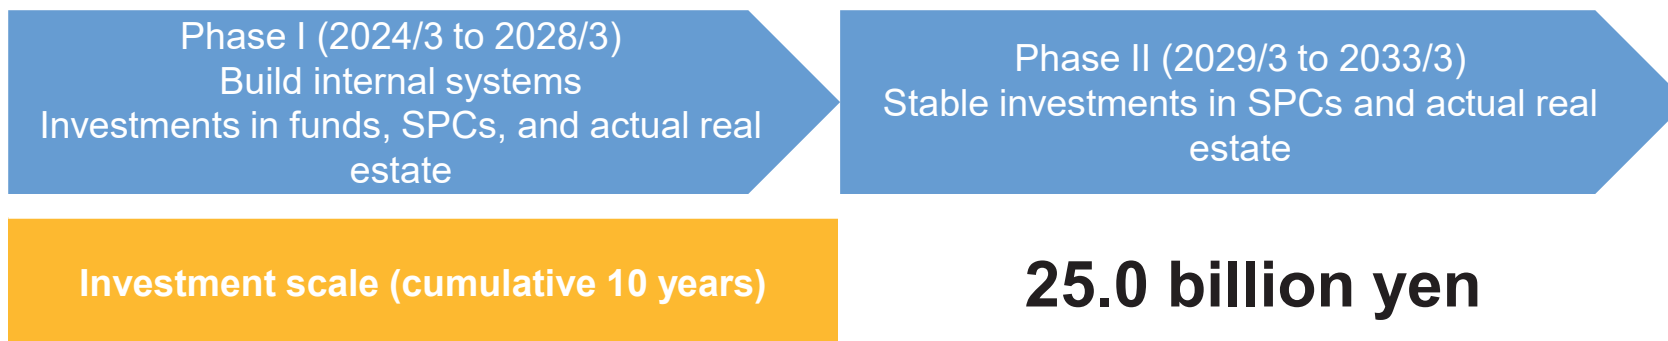 Phase I (2024/3 to 2028/3)
Build internal systems
Investments in funds, SPCs, and actual real
estate
Phase II (2029/3 to 2033/3)
Stable investments in SPCs and actual real
estate
Investment scale (cumulative 10 years)
25.0 billion yen